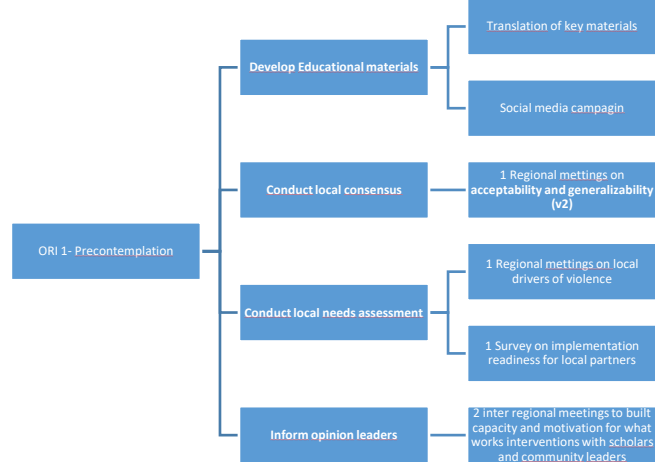 ORI 1- Precontemplation
Develop Educational materials
Translation of key materials
Social media campagin
Conduct local consensus
1 Regional mettings on
acceptability and generalizability
(v2)
Conduct local needs assessment
1 Regional mettings on local
drivers of violence
1 Survey on implementation
readiness for local partners
Inform opinion leaders
2 inter regional meetings to built
capacity and motivation for what
works interventions with scholars
and community leaders